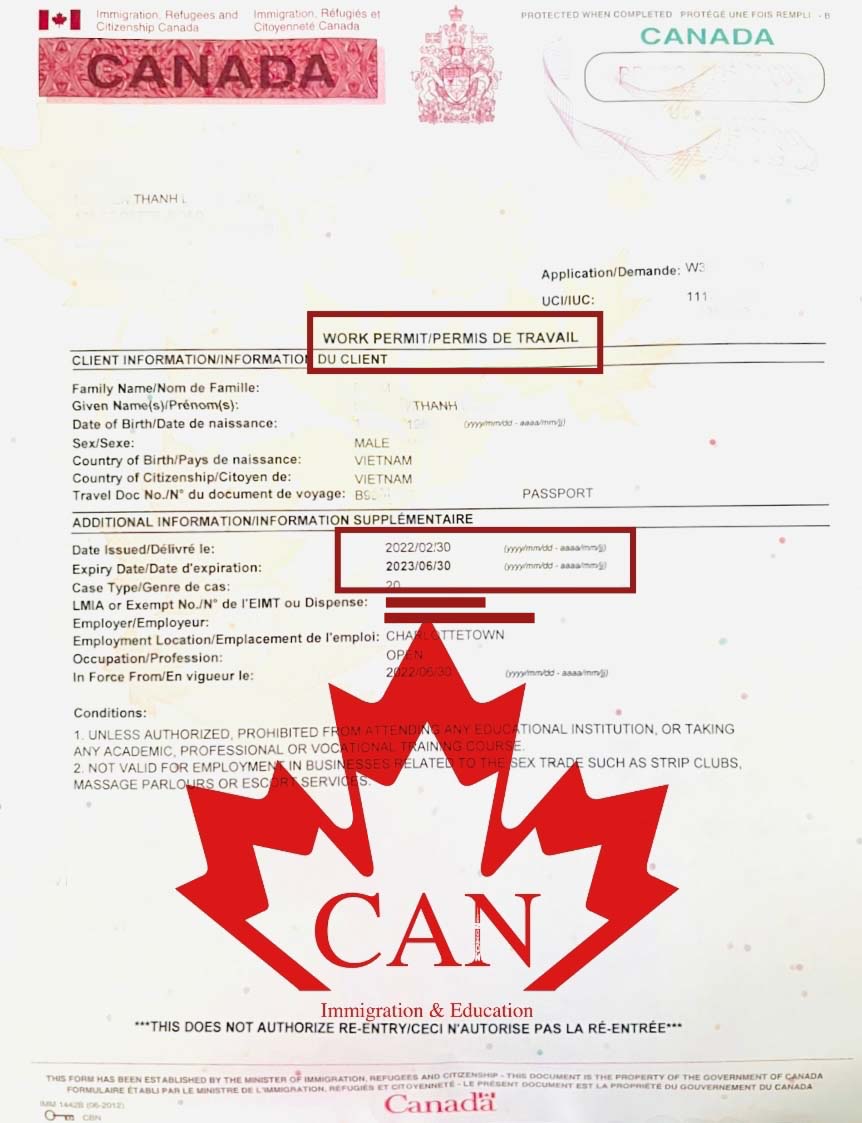 Immigration, Refugees and Immigration, Réfugiés et
Citizenship Canada Citoyenneté Canada
PROTECTED WHEN COMPLETED PROTÉGÉ UNE FOIS REMPLI - B
CANADA
CANADA
THANH
Application/Demande: W3
UCI/IUC: 111
WORK PERMIT/PERMIS DE TRAVAIL
CLIENT INFORMATION/INFORMATION DU CLIENT
Family Name/Nom de Famille:
Given Name(s)/Prénom(s): THANH
Date of Birth/Date de naissance: (yyyy/mm/dd - aaaa/mm/jj)
Sex/Sexe: MALE
Country of Birth/Pays de naissance: VIETNAM
Country of Citizenship/Citoyen de: VIETNAM
Travel Doc No./N° du document de voyage: PASSPORT
ADDITIONAL INFORMATION/INFORMATION SUPPLÉMENTAIRE
Date Issued/Délivré le: 2022/02/30 (yyyy/mm/dd - aaaa/mm/jj)
Expiry Date/Date d'expiration: 2023/06/30 (yyyy/mm/dd - aaaa/mm/jj)
Case Type/Genre de cas: 20
LMIA or Exempt No./N° de l'EIMT ou Dispense:
Employer/Employeur:
Employment Location/Emplacement de l'emploi: CHARLOTTETOWN
Occupation/Profession: OPEN
In Force From/En vigueur le: 2022/06/30 (yyyy/mm/dd - aaaa/mm/jj)
Conditions:
1. UNLESS AUTHORIZED, PROHIBITED FROM ATTENDING ANY EDUCATIONAL INSTITUTION, OR TAKING
ANY ACADEMIC, PROFESSIONAL OR VOCATIONAL TRAINING COURSE.
2. NOT VALID FOR EMPLOYMENT IN BUSINESSES RELATED TO THE SEX TRADE SUCH AS STRIP CLUBS,
MASSAGE PARLOURS OR ESCORT SERVICES.
CAN
Immigration & Education
***THIS DOES NOT AUTHORIZE RE-ENTRY/CECI N'AUTORISE PAS LA RÉ-ENTRÉE***
THIS FORM HAS BEEN ESTABLISHED BY THE MINISTER OF IMMIGRATION, REFUGEES AND CITIZENSHIP - THIS DOCUMENT IS THE PROPERTY OF THE GOVERNMENT OF CANADA
FORMULAIRE ÉTABLI PAR LE MINISTRE DE L'IMMIGRATION, RÉFUGIÉS ET CITOYENNETÉ - LE PRÉSENT DOCUMENT EST LA PROPRIÉTÉ DU GOUVERNEMENT DU CANADA
IMM 1442B (06-2012)
CBN
Canada